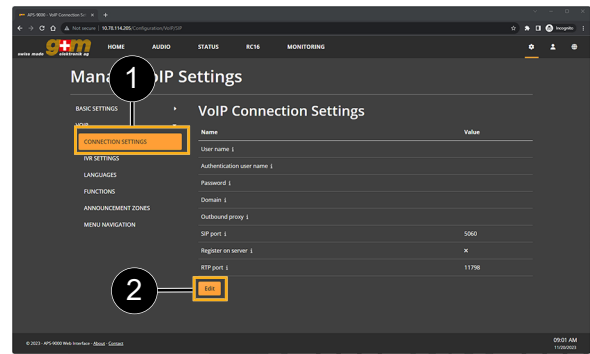 APS-9000 - VoIP Connection Se
Not secure | 10.78.114.205/Configuration/VoIP/SIP
Incognito
swiss made g+m elektronik ag
HOME AUDIO STATUS RC16 MONITORING
Mana VoIP Settings
1
BASIC SETTINGS
VOIP
CONNECTION SETTINGS
IVR SETTINGS
LANGUAGES
FUNCTIONS
ANNOUNCEMENT ZONES
MENU NAVIGATION
VoIP Connection Settings
Name Value
User name i
Authentication user name i
Password i
Domain i
Outbound proxy i
SIP port i 5060
Register on server i ×
RTP port i 11798
2
Edit
© 2023 - APS-9000 Web Interface - About - Contact
09:01 AM
11/20/2023